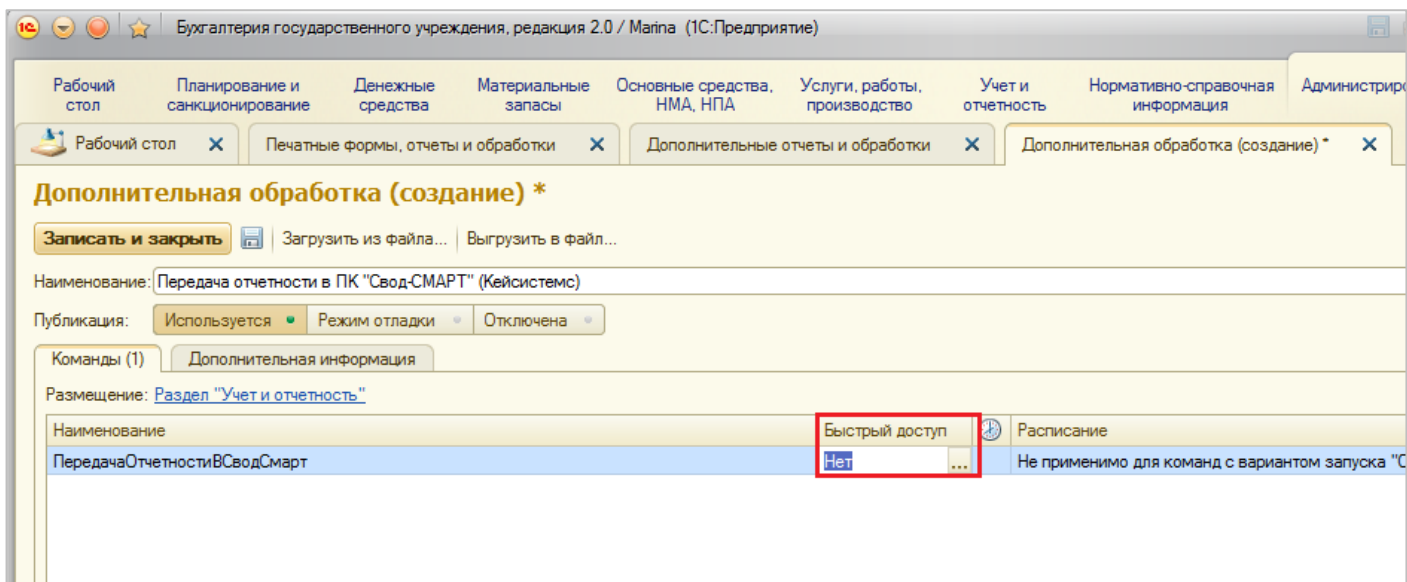 1С Бухгалтерия государственного учреждения, редакция 2.0 / Marina (1С:Предприятие)
Рабочий стол
Планирование и санкционирование
Денежные средства
Материальные запасы
Основные средства, НМА, НПА
Услуги, работы, производство
Учет и отчетность
Нормативно-справочная информация
Администриро
Рабочий стол Печатные формы, отчеты и обработки Дополнительные отчеты и обработки Дополнительная обработка (создание) *
Дополнительная обработка (создание) *
Записать и закрыть Загрузить из файла... Выгрузить в файл...
Наименование: Передача отчетности в ПК "Свод-СМАРТ" (Кейсистемс)
Публикация: Используется Режим отладки Отключена
Команды (1) Дополнительная информация
Размещение: Раздел "Учет и отчетность"
Наименование Быстрый доступ Расписание
ПередачаОтчетностиВСводСмарт Нет ... Не применимо для команд с вариантом запуска "С